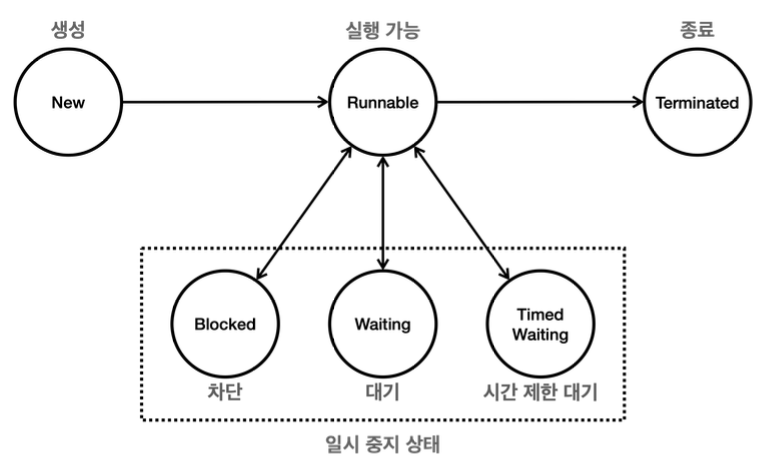 생성
실행 가능
종료
New
Runnable
Terminated
Blocked
Waiting
Timed
Waiting
차단
대기
시간 제한 대기
일시 중지 상태